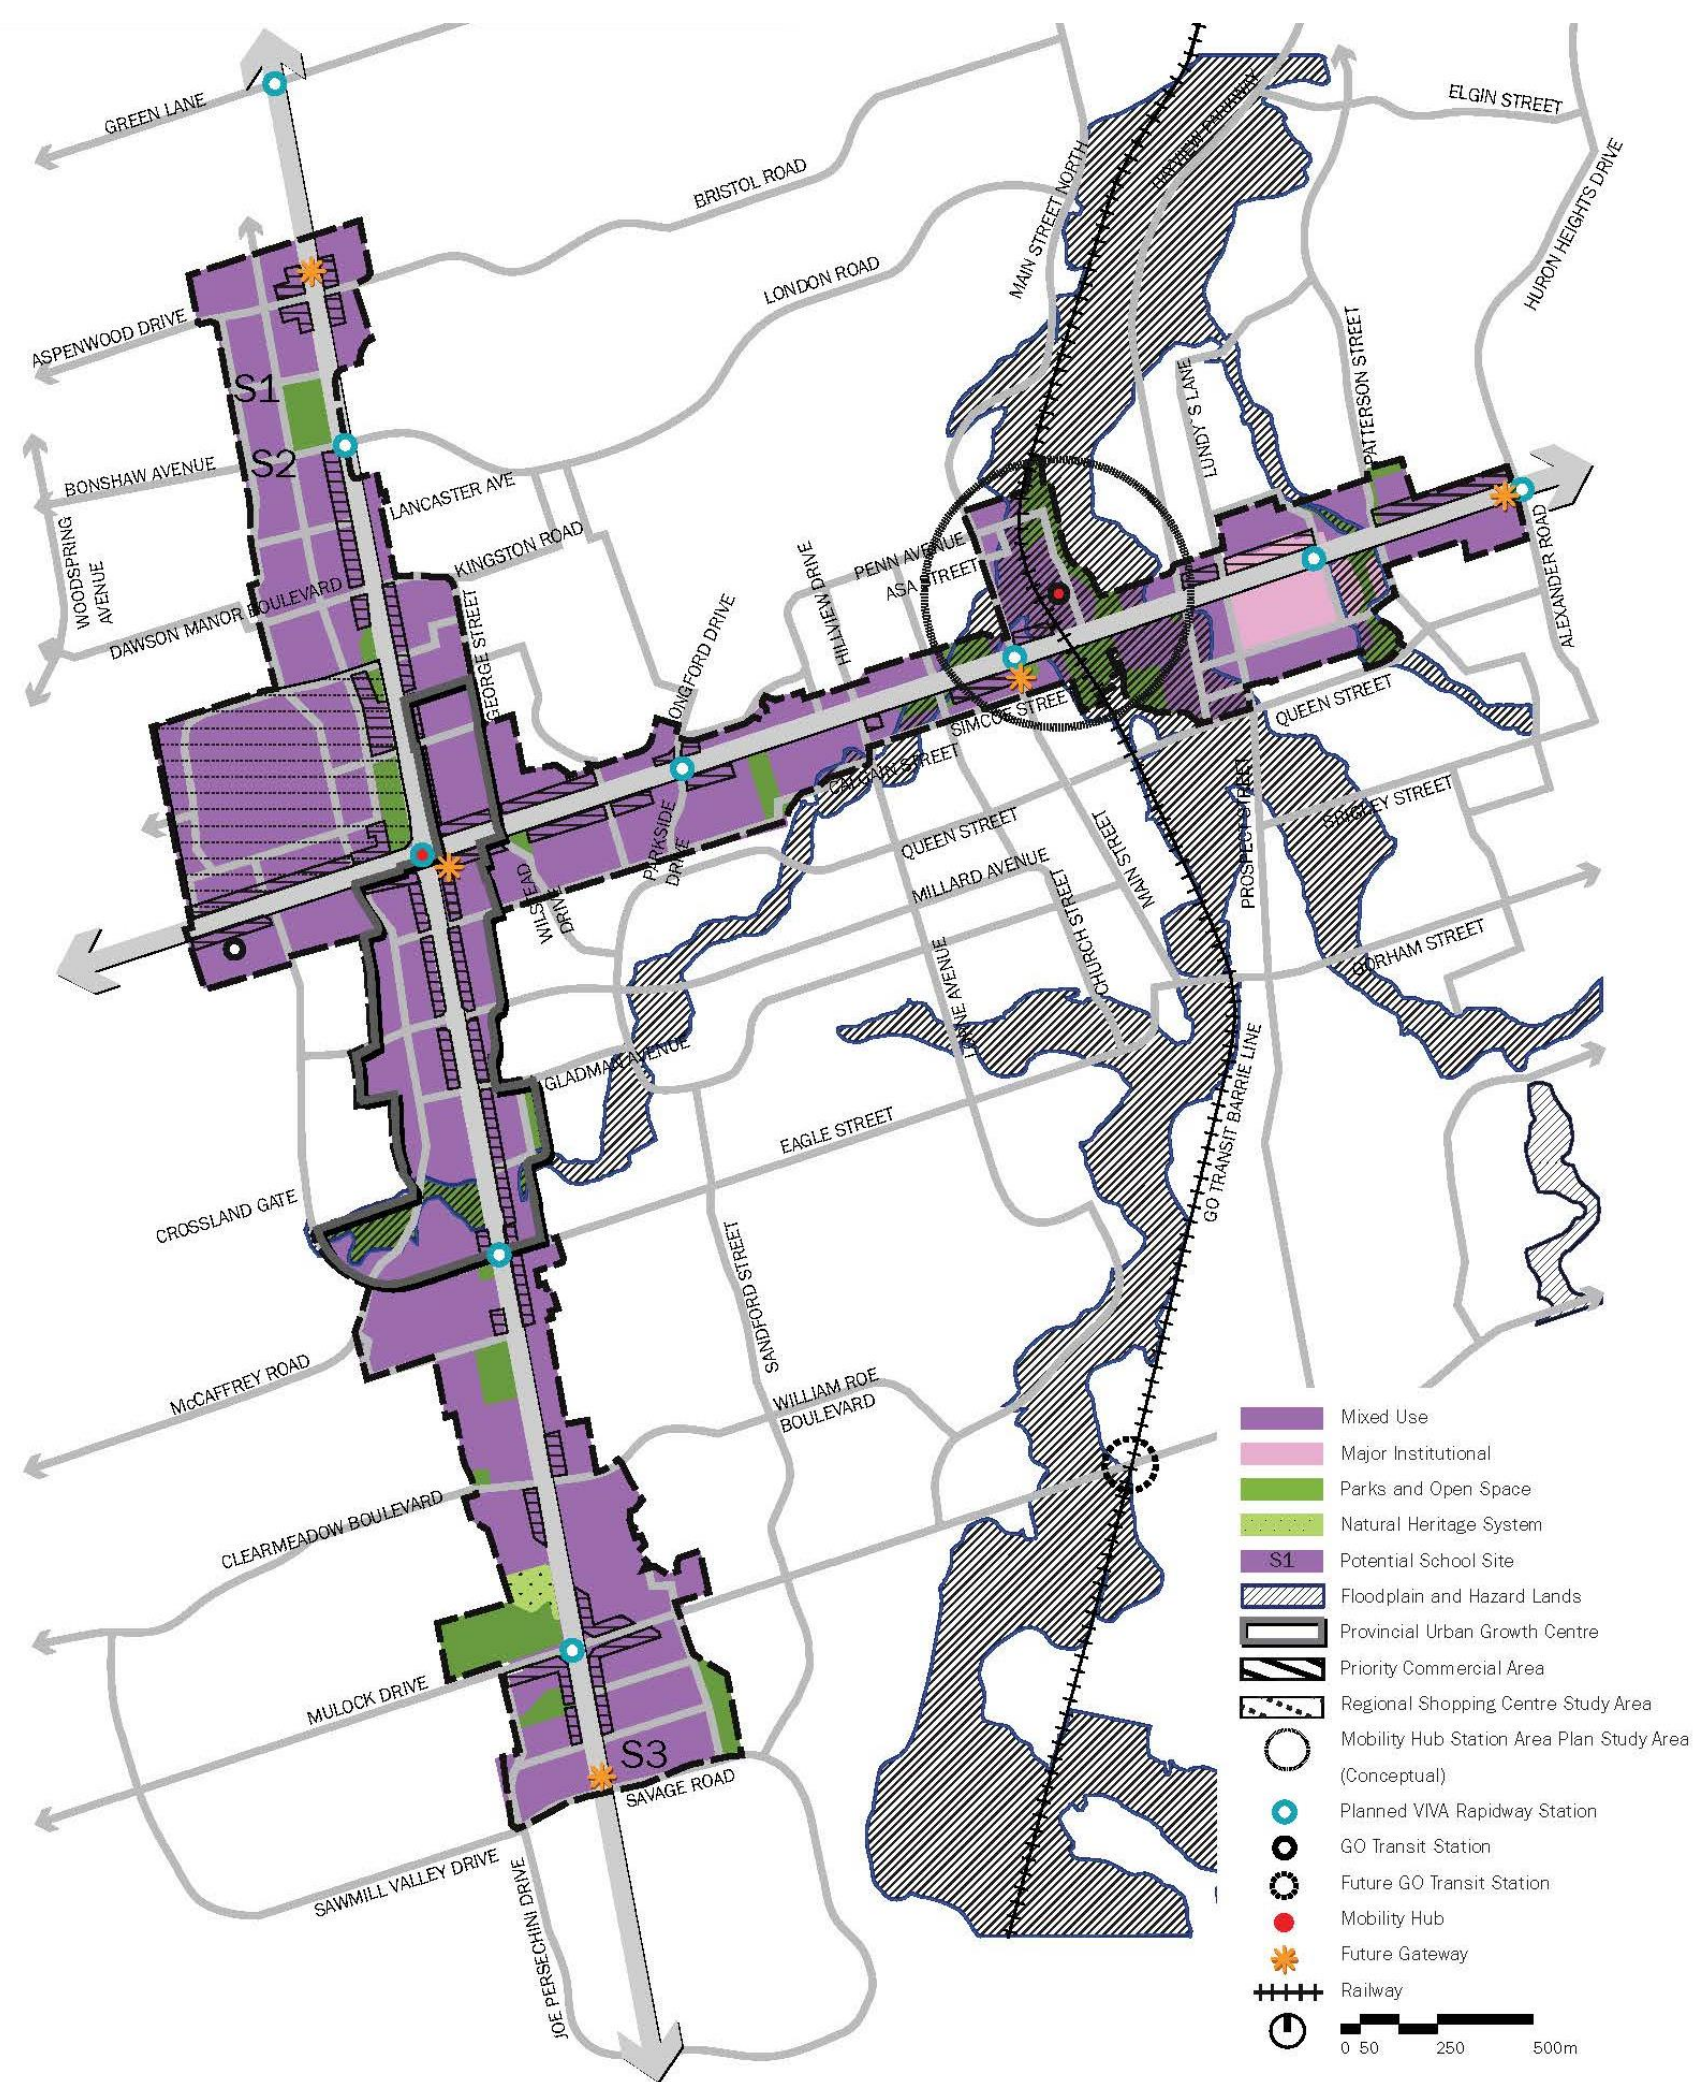 GREEN LANE
ELGIN STREET
BAYVIEW PARKWAY
MAIN STREET NORTH
BRISTOL ROAD
HURON HEIGHTS DRIVE
LONDON ROAD
ASPENWOOD DRIVE
S1
PATTERSON STREET
LUNDY'S LANE
BONSHAW AVENUE
S2
LANCASTER AVE
WOODSPRING
AVENUE
KINGSTON ROAD
PENN AVENUE
ASA STREET
HILLVIEW DRIVE
ALEXANDER ROAD
DAWSON MANOR BOULEVARD
GEORGE STREET
LONGFORD DRIVE
SIMCOE STREE
QUEEN STREET
CALGAIN STREET
PARKSIDE
DRIVE
QUEEN STREET
PROSPECT STREET
SRIGLEY STREET
MILLARD AVENUE
MAIN STREET
WILSTEAD
DRIVE
CHURCH STREET
GORHAM STREET
LORNE AVENUE
GLADMAN AVENUE
GO TRANSIT BARRIE LINE
EAGLE STREET
CROSSLAND GATE
SANDFORD STREET
McCAFFREY ROAD
WILLIAM ROE
BOULEVARD
CLEARMEADOW BOULEVARD
MULOCK DRIVE
S3
SAVAGE ROAD
SAWMILL VALLEY DRIVE
JOE PERSECHINI DRIVE
Mixed Use
Major Institutional
Parks and Open Space
Natural Heritage System
S1 Potential School Site
Floodplain and Hazard Lands
Provincial Urban Growth Centre
Priority Commercial Area
Regional Shopping Centre Study Area
Mobility Hub Station Area Plan Study Area
(Conceptual)
Planned VIVA Rapidway Station
GO Transit Station
Future GO Transit Station
Mobility Hub
Future Gateway
Railway
0 50 250 500m